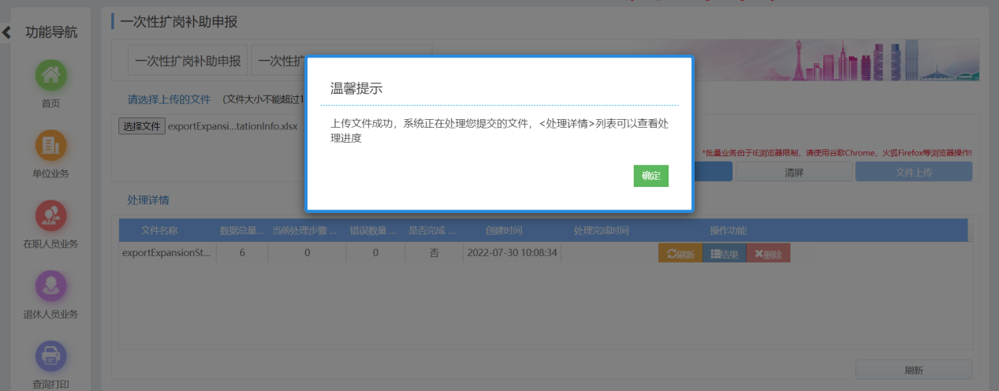 功能导航
首页
单位业务
在职人员业务
退休人员业务
查询打印
一次性扩岗补助申报
一次性扩岗补助申报 一次性扩
请选择上传的文件 (文件大小不能超过1
选择文件 exportExpansi...tationInfo.xlsx
*批量业务由于IE浏览器限制，请使用谷歌Chrome、火狐Firefox等浏览器操作!
清屏 文件上传
温馨提示
上传文件成功，系统正在处理您提交的文件，<处理详情>列表可以查看处
理进度
确定
处理详情
文件名称 数据总量... 当前处理步骤 ... 错误数量 ... 是否完成 ... 创建时间 处理完成时间 操作功能
exportExpansionSt... 6 0 0 否 2022-07-30 10:08:34 刷新 结果 删除
刷新